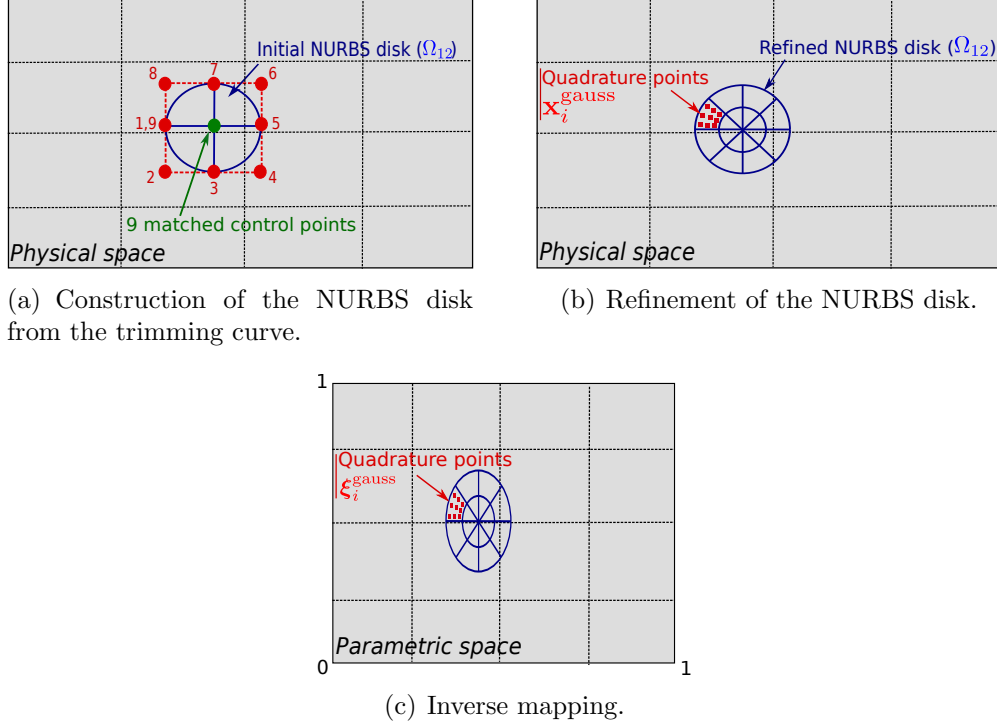 8
7
6
Initial NURBS disk (Ω₁₂)
1,9
5
2
3
4
9 matched control points
Physical space
(a) Construction of the NURBS disk
from the trimming curve.
Refined NURBS disk (Ω₁₂)
Quadrature points
x_i^gauss
Physical space
(b) Refinement of the NURBS disk.
1
Quadrature points
ξ_i^gauss
Parametric space
0
1
(c) Inverse mapping.